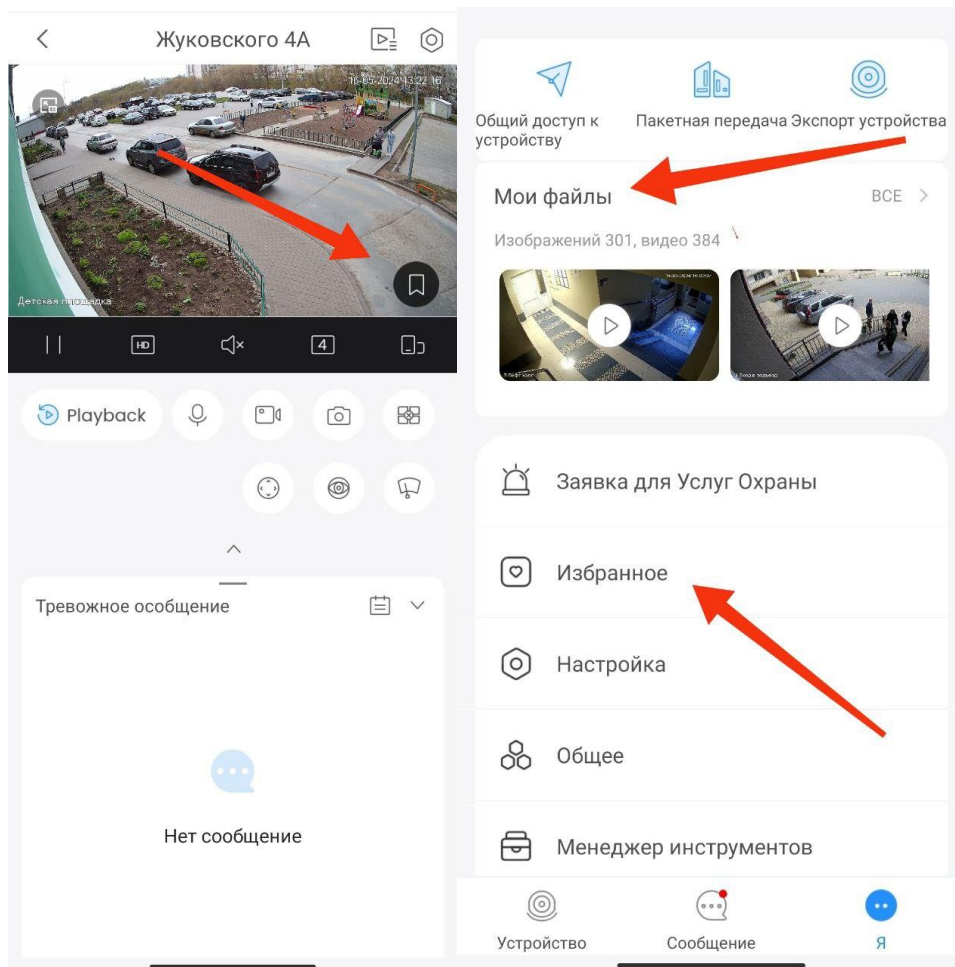 Жуковского 4А
16-05-2024 13:22:16
Детская площадка
HD
4
Playback
Тревожное особщение
Нет сообщение
Общий доступ к
устройству
Пакетная передача
Экспорт устройства
Мои файлы
ВСЕ
Изображений 301, видео 384
Заявка для Услуг Охраны
Избранное
Настройка
Общее
Менеджер инструментов
Устройство
Сообщение
Я